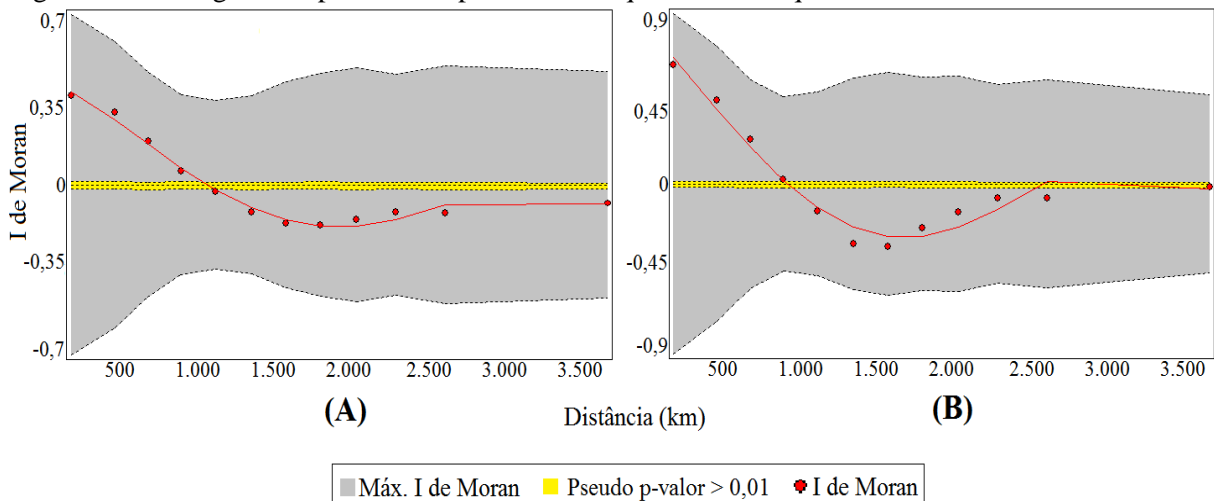 0,7
0,35
0
-0,35
-0,7
I de Moran
500 1.000 1.500 2.000 2.500 3.000 3.500
(A)
0,9
0,45
0
-0,45
-0,9
500 1.000 1.500 2.000 2.500 3.000 3.500
(B)
Distância (km)
Máx. I de Moran Pseudo p-valor > 0,01 I de Moran